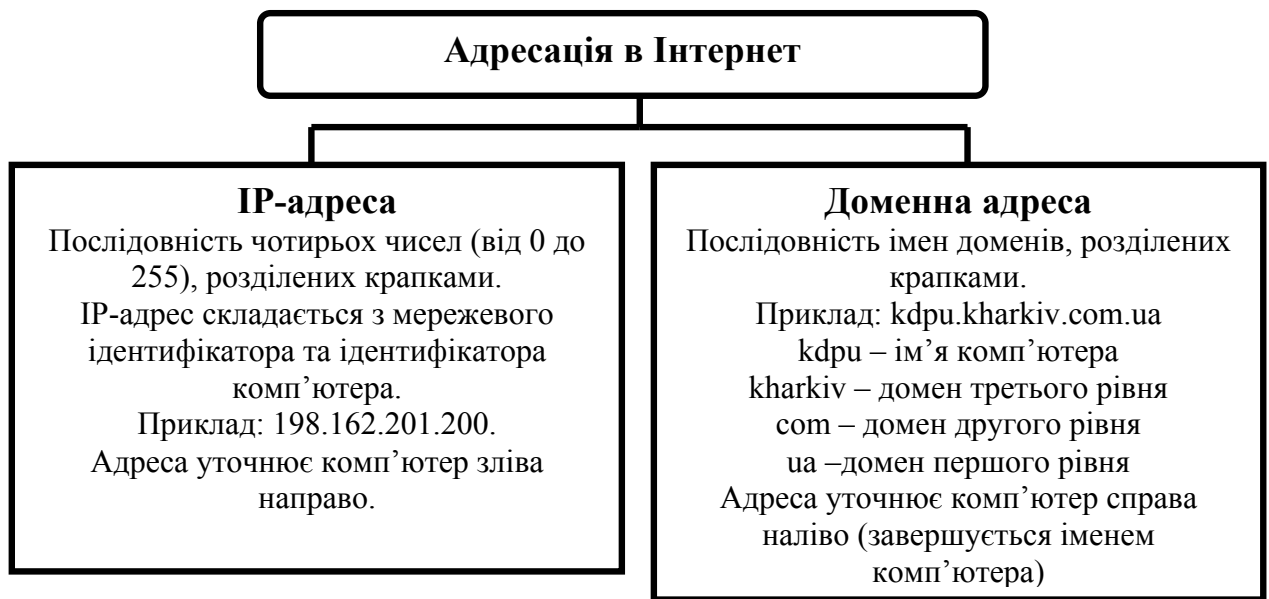 Адресація в Інтернет
IP-адреса
Послідовність чотирьох чисел (від 0 до
255), розділених крапками.
IP-адрес складається з мережевого
ідентифікатора та ідентифікатора
комп’ютера.
Приклад: 198.162.201.200.
Адреса уточнює комп’ютер зліва
направо.
Доменна адреса
Послідовність імен доменів, розділених
крапками.
Приклад: kdpu.kharkiv.com.ua
kdpu – ім’я комп’ютера
kharkiv – домен третього рівня
com – домен другого рівня
ua –домен першого рівня
Адреса уточнює комп’ютер справа
наліво (завершується іменем
комп’ютера)